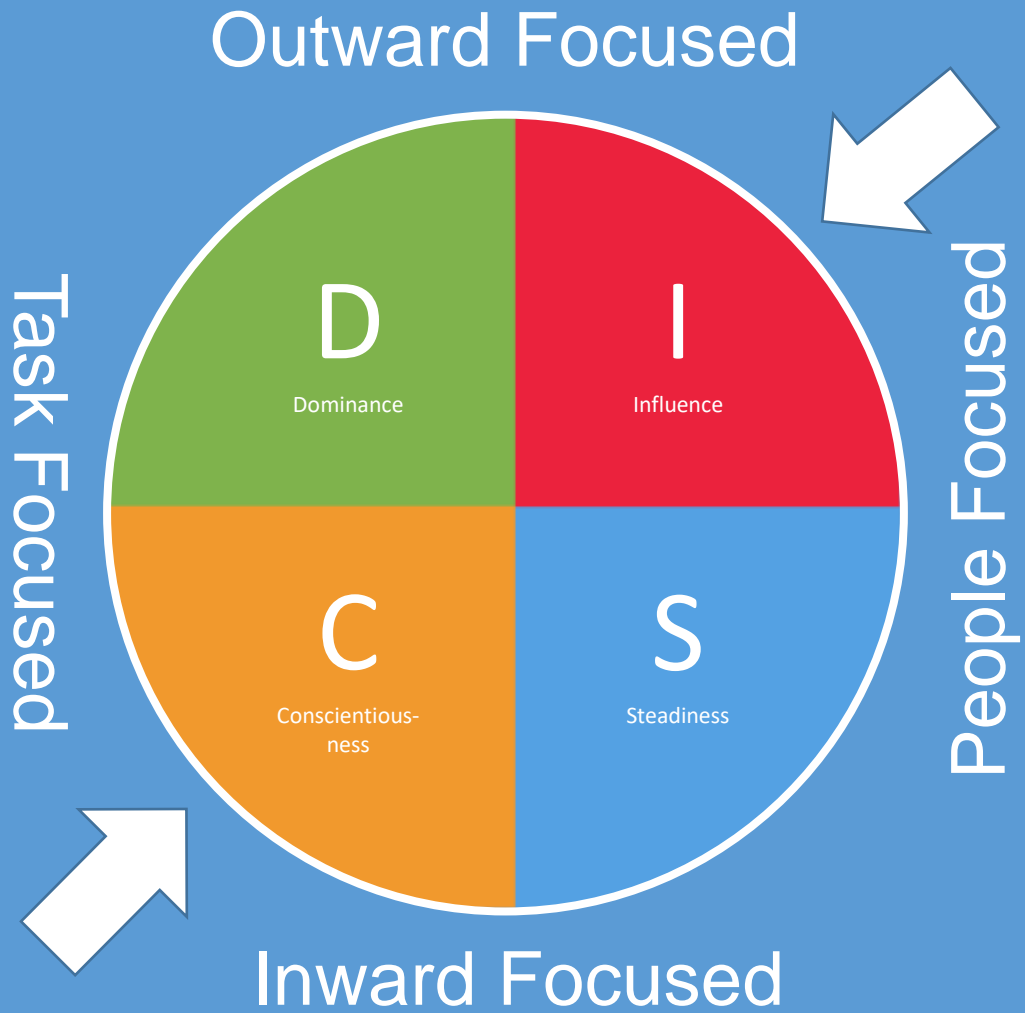 Outward Focused
Task Focused
People Focused
D
Dominance
I
Influence
C
Conscientious-
ness
S
Steadiness
Inward Focused